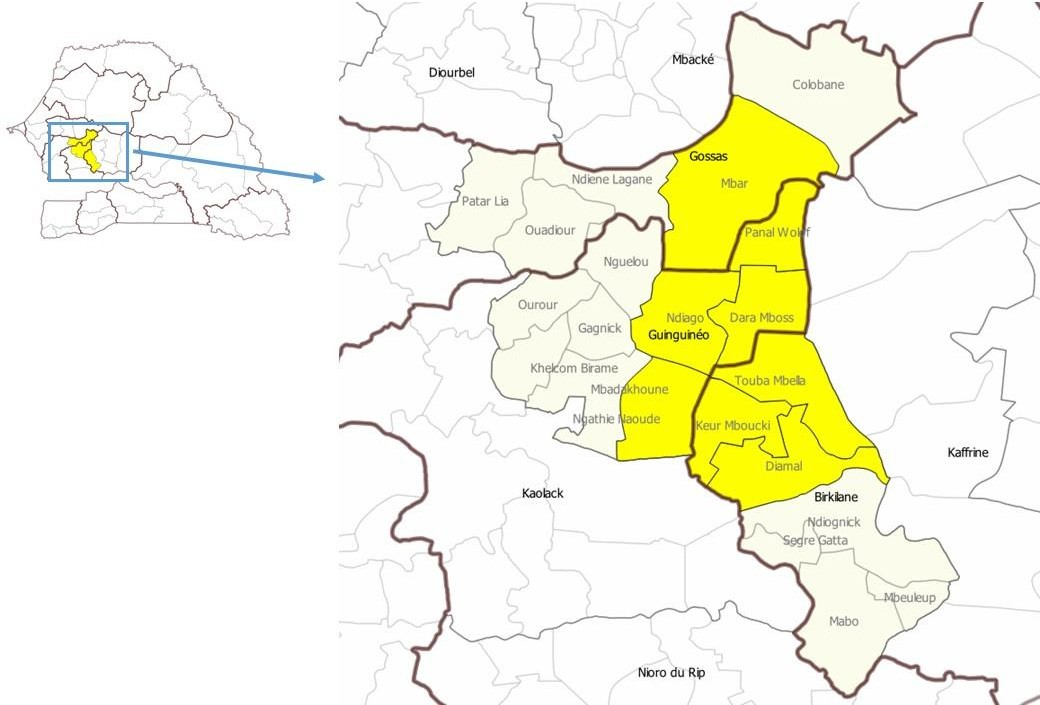 Mbacké
Diourbel
Colobane
Gossas
Ndiene Lagane
Mbar
Patar Lia
Ouadiour
Panal Wolof
Nguelou
Ourour
Ndiago
Dara Mboss
Gagnick
Guinguinéo
Khelcom Birame
Touba Mbella
Mbadakhoune
Ngathie Naoude
Keur Mboucki
Kaffrine
Diamal
Kaolack
Birkilane
Ndiognick
Segre Gatta
Mbeuleup
Mabo
Nioro du Rip